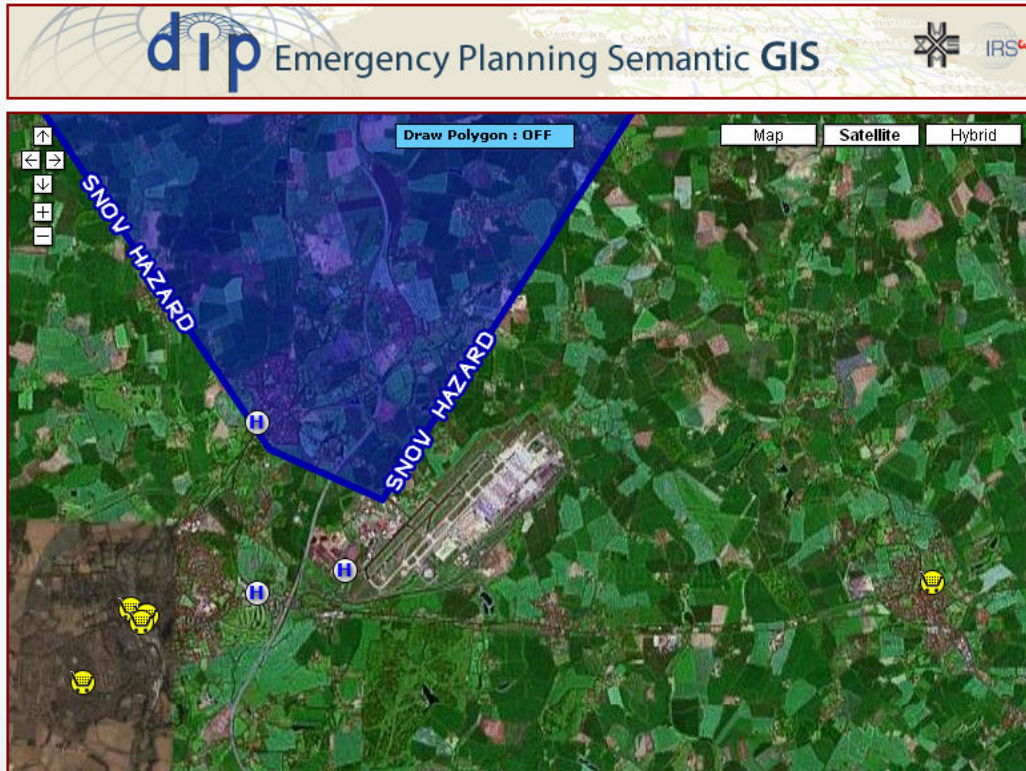 dip Emergency Planning Semantic GIS
IRS
Draw Polygon : OFF
Map
Satellite
Hybrid
SNOV HAZARD
SNOV HAZARD
H
H
H